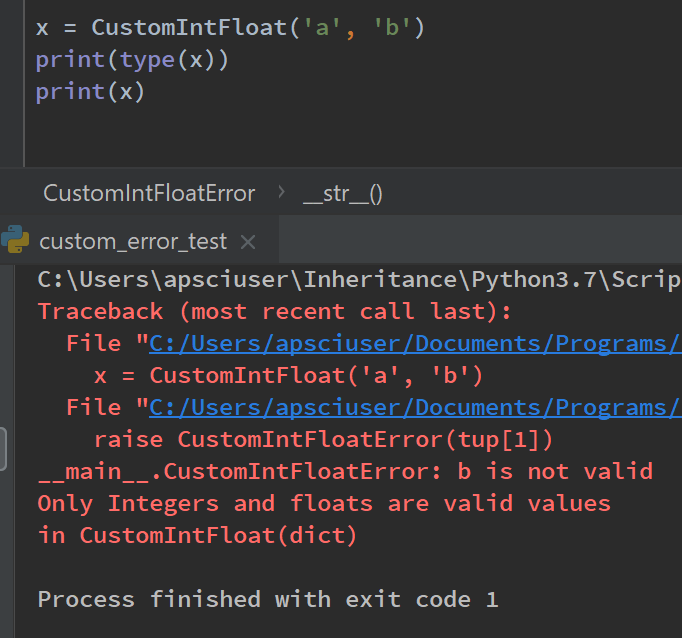 x = CustomIntFloat('a', 'b')
print(type(x))
print(x)
CustomIntFloatError › __str__()
custom_error_test ×
C:\Users\apsciuser\Inheritance\Python3.7\Scrip
Traceback (most recent call last):
  File "C:/Users/apsciuser/Documents/Programs/
    x = CustomIntFloat('a', 'b')
  File "C:/Users/apsciuser/Documents/Programs/
    raise CustomIntFloatError(tup[1])
__main__.CustomIntFloatError: b is not valid
Only Integers and floats are valid values
in CustomIntFloat(dict)
Process finished with exit code 1